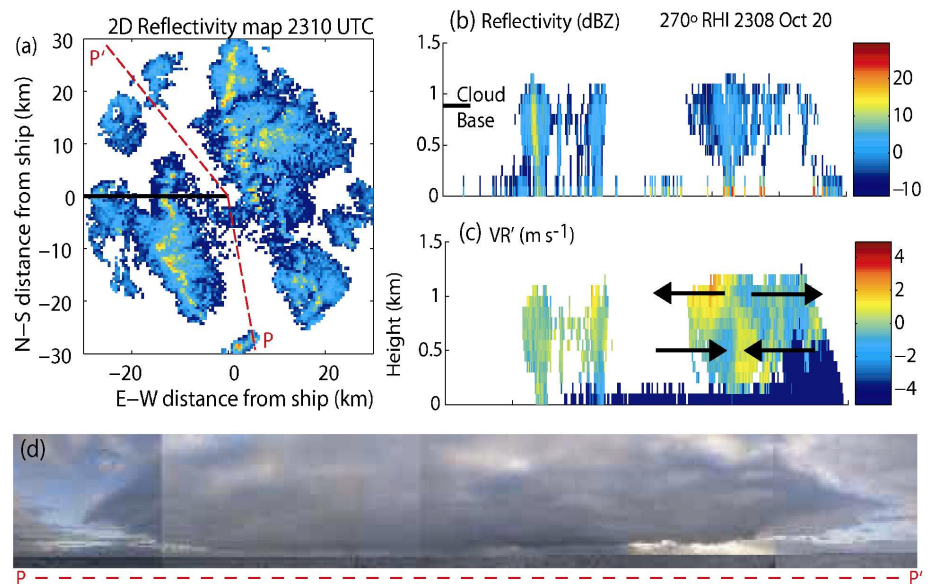 2D Reflectivity map 2310 UTC
(a)
P'
30
20
10
0
−10
−20
−30
N−S distance from ship (km)
P
−20
0
20
E−W distance from ship (km)
(b) Reflectivity (dBZ)
270º RHI 2308 Oct 20
1.5
1
0.5
0
Cloud
Base
20
10
0
−10
(c) VR' (m s-1)
1.5
1
0.5
0
Height (km)
4
2
0
−2
−4
(d)
P
P'